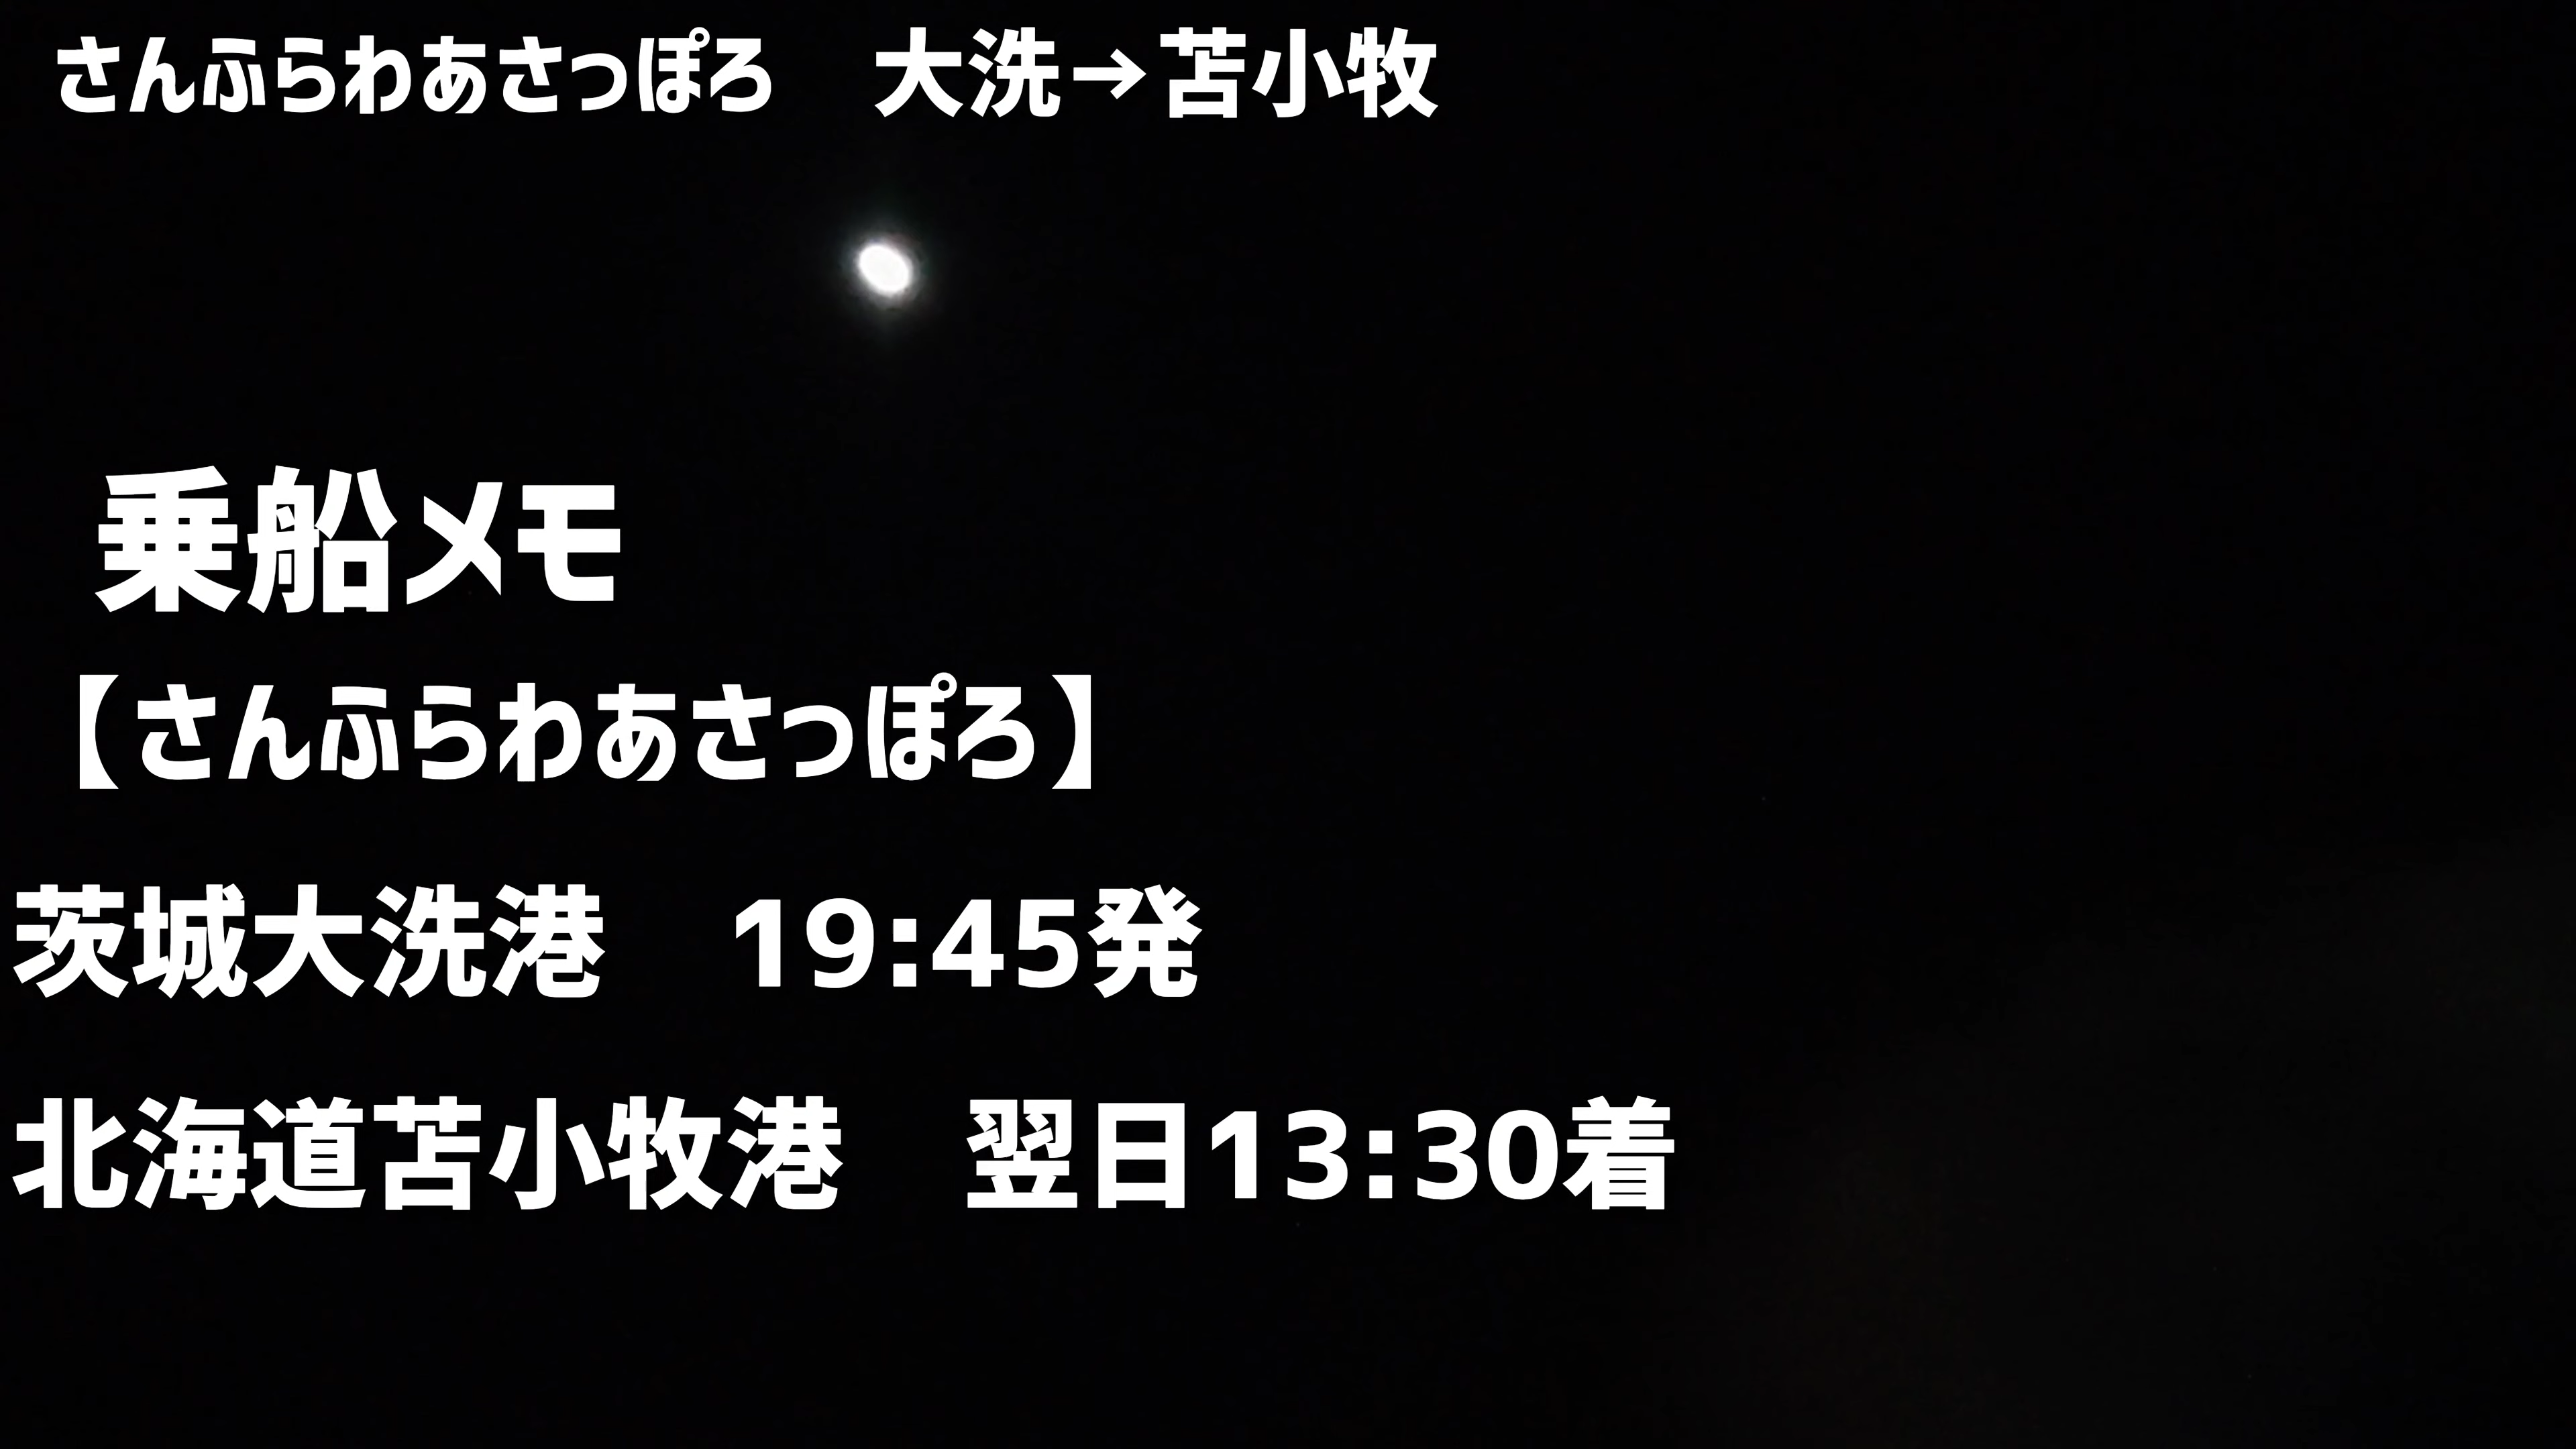 さんふらわあさっぽろ　大洗→苫小牧
乗船メモ
【さんふらわあさっぽろ】
茨城大洗港　19:45発
北海道苫小牧港　翌日13:30着